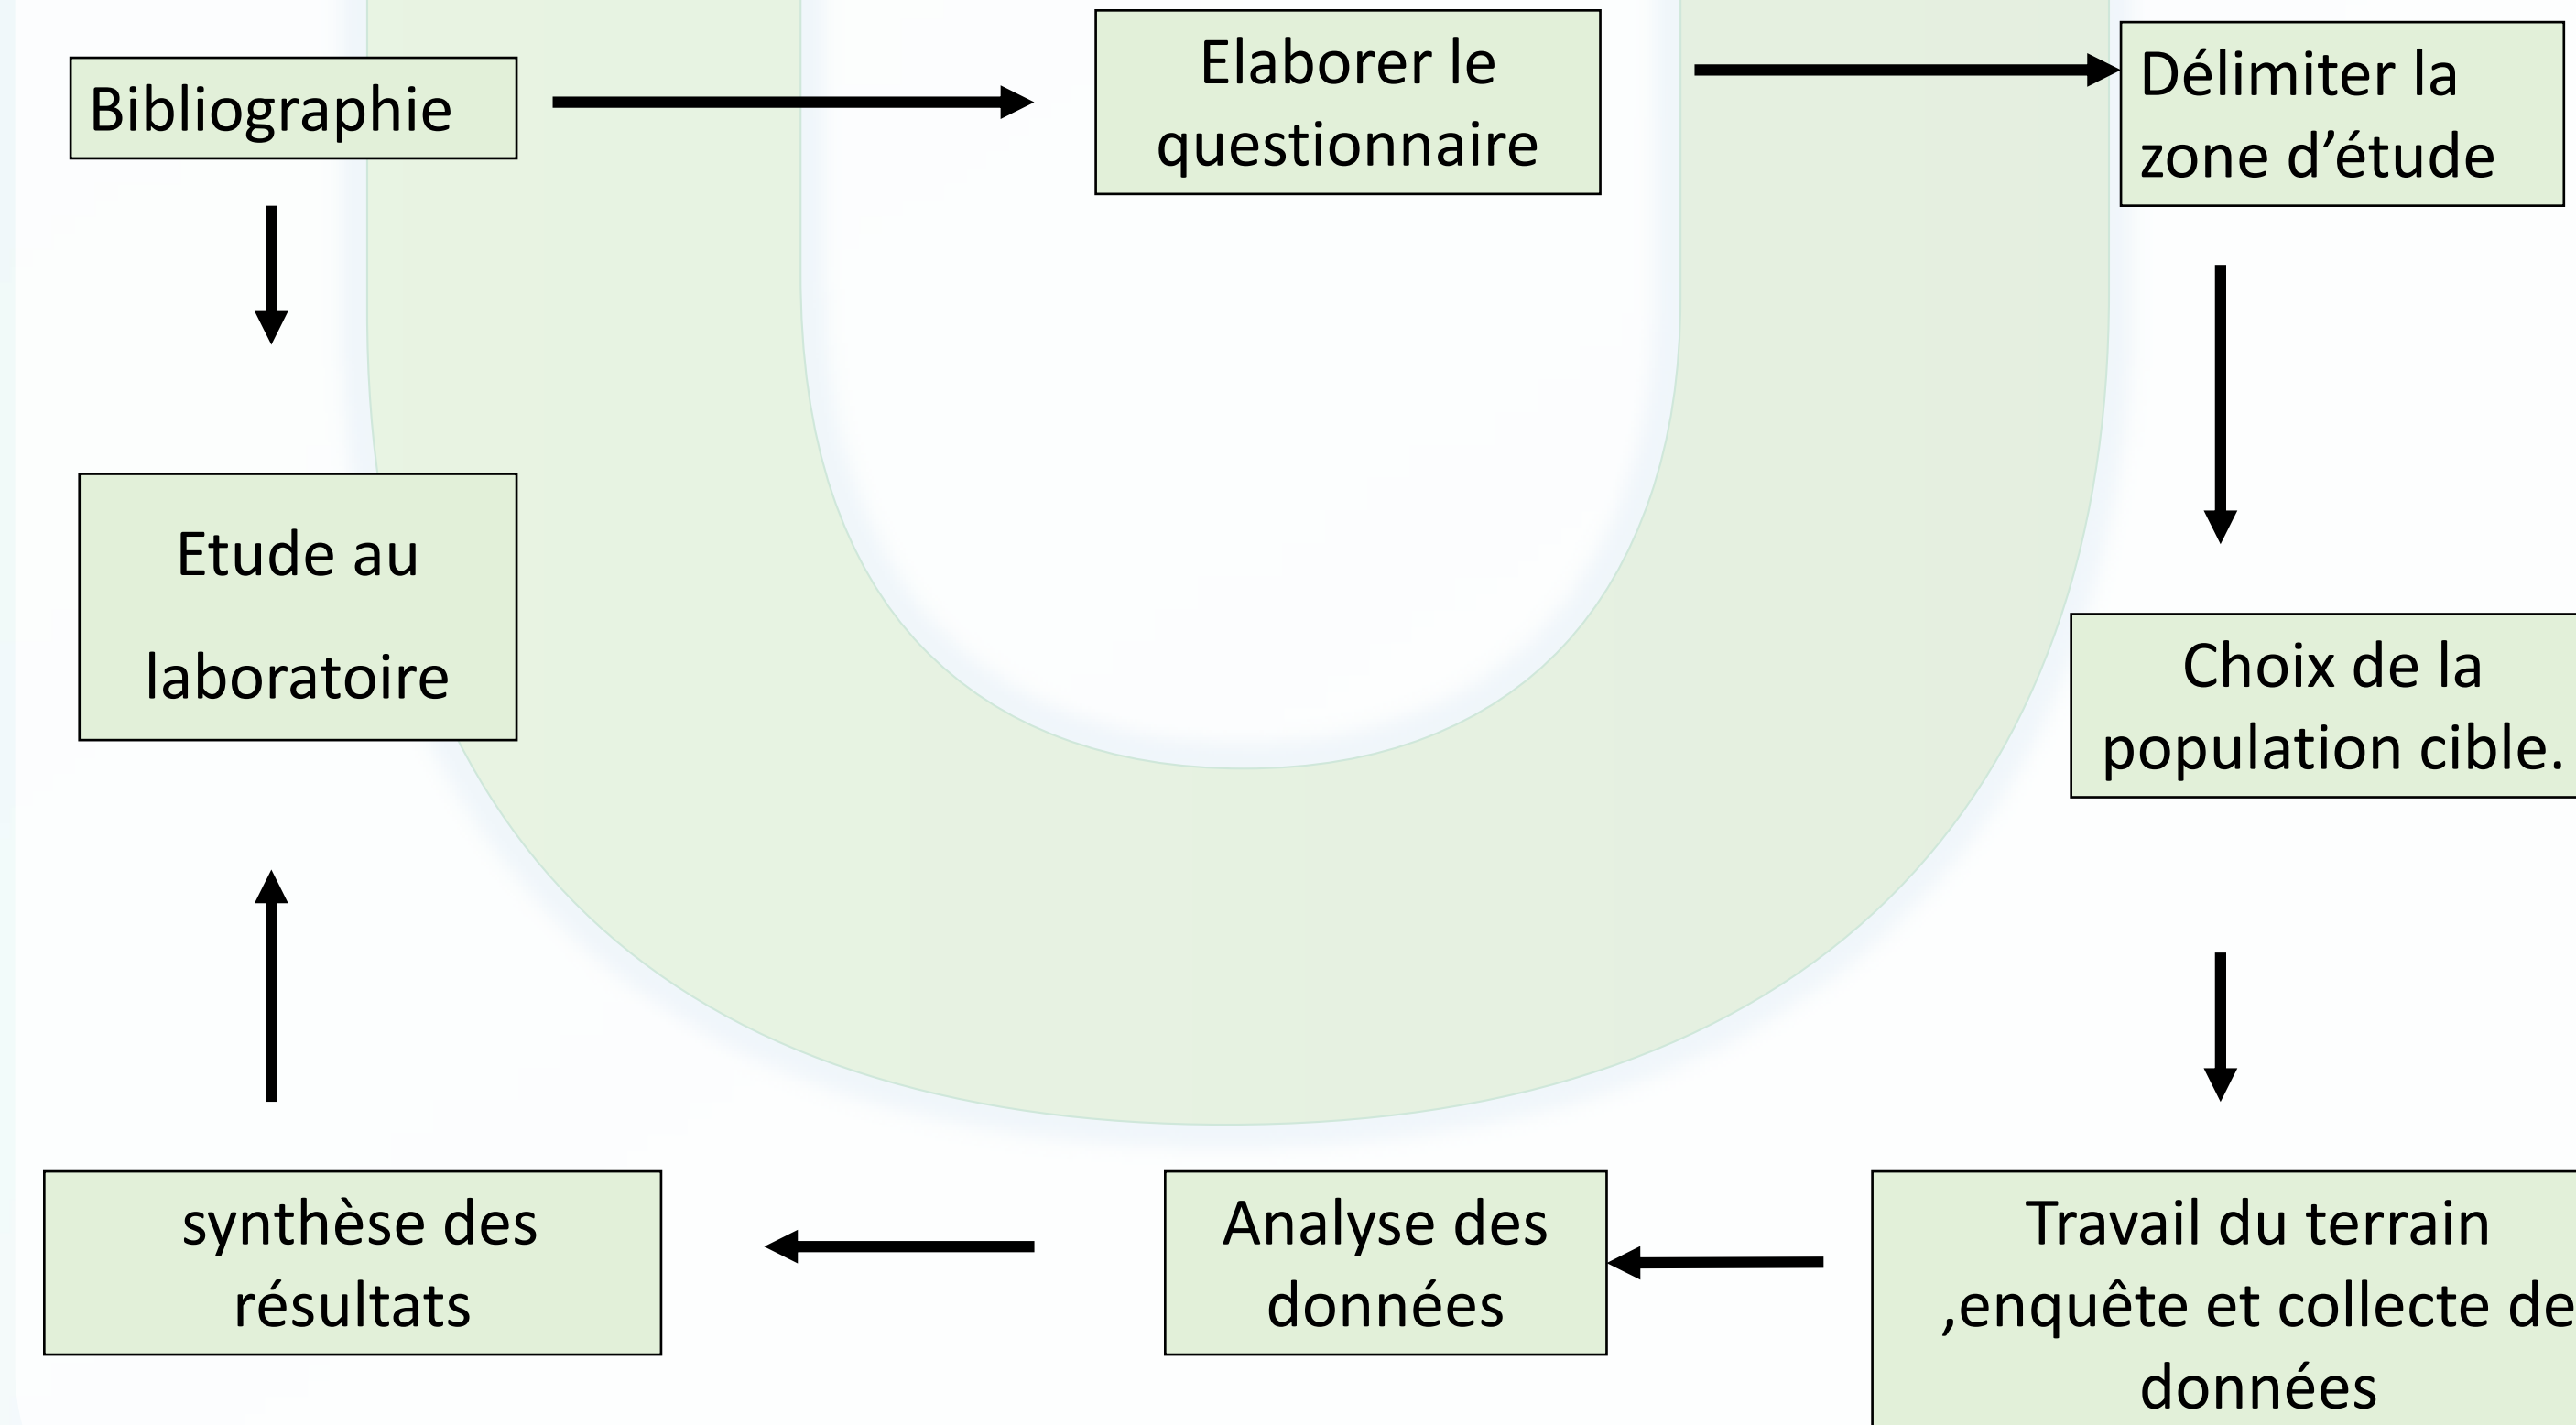 Bibliographie
Elaborer le
questionnaire
Délimiter la
zone d’étude
Etude au
laboratoire
Choix de la
population cible.
synthèse des
résultats
Analyse des
données
Travail du terrain
,enquête et collecte de
données